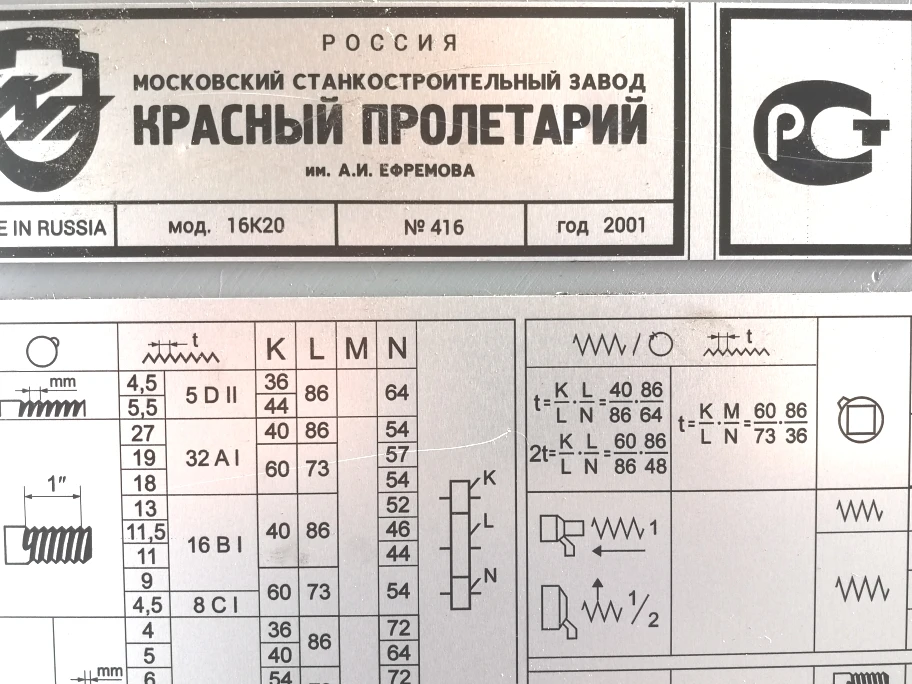 РОССИЯ
МОСКОВСКИЙ СТАНКОСТРОИТЕЛЬНЫЙ ЗАВОД
КРАСНЫЙ ПРОЛЕТАРИЙ
им. А.И. ЕФРЕМОВА
E IN RUSSIA мод. 16К20 № 416 год 2001
РСТ
t K L M N
mm 4,5 5 D II 36 86 64
5,5 44
1″ 27 32 A I 40 86 54
19 60 73 57
18 54
13 16 B I 40 86 52
11,5 46
11 44
9 60 73 54
4,5 8 C I
4 36 86 72
5 40 64
mm 6 54 72
K
L
N
t
t=K/L·L/N=40/86·86/64
2t=K/L·L/N=60/86·86/48
t=K/L·M/N=60/73·86/36
1
1/2